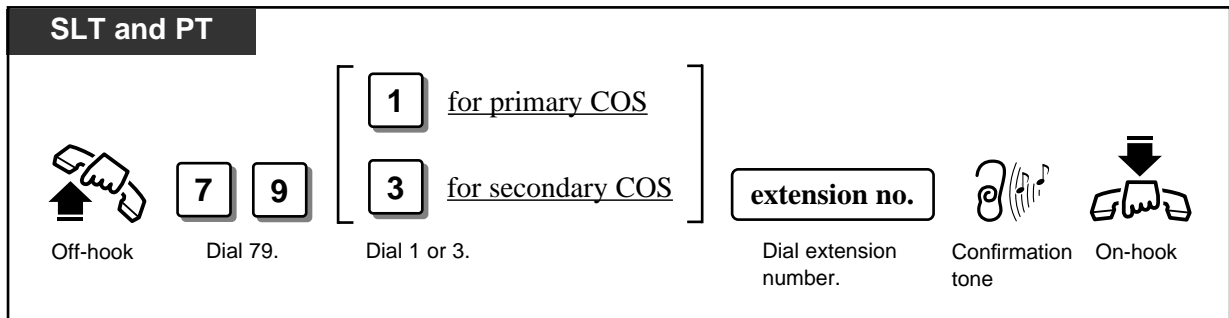 SLT and PT
1 for primary COS
7 9 3 for secondary COS extension no.
Off-hook Dial 79. Dial 1 or 3. Dial extension number. Confirmation tone On-hook